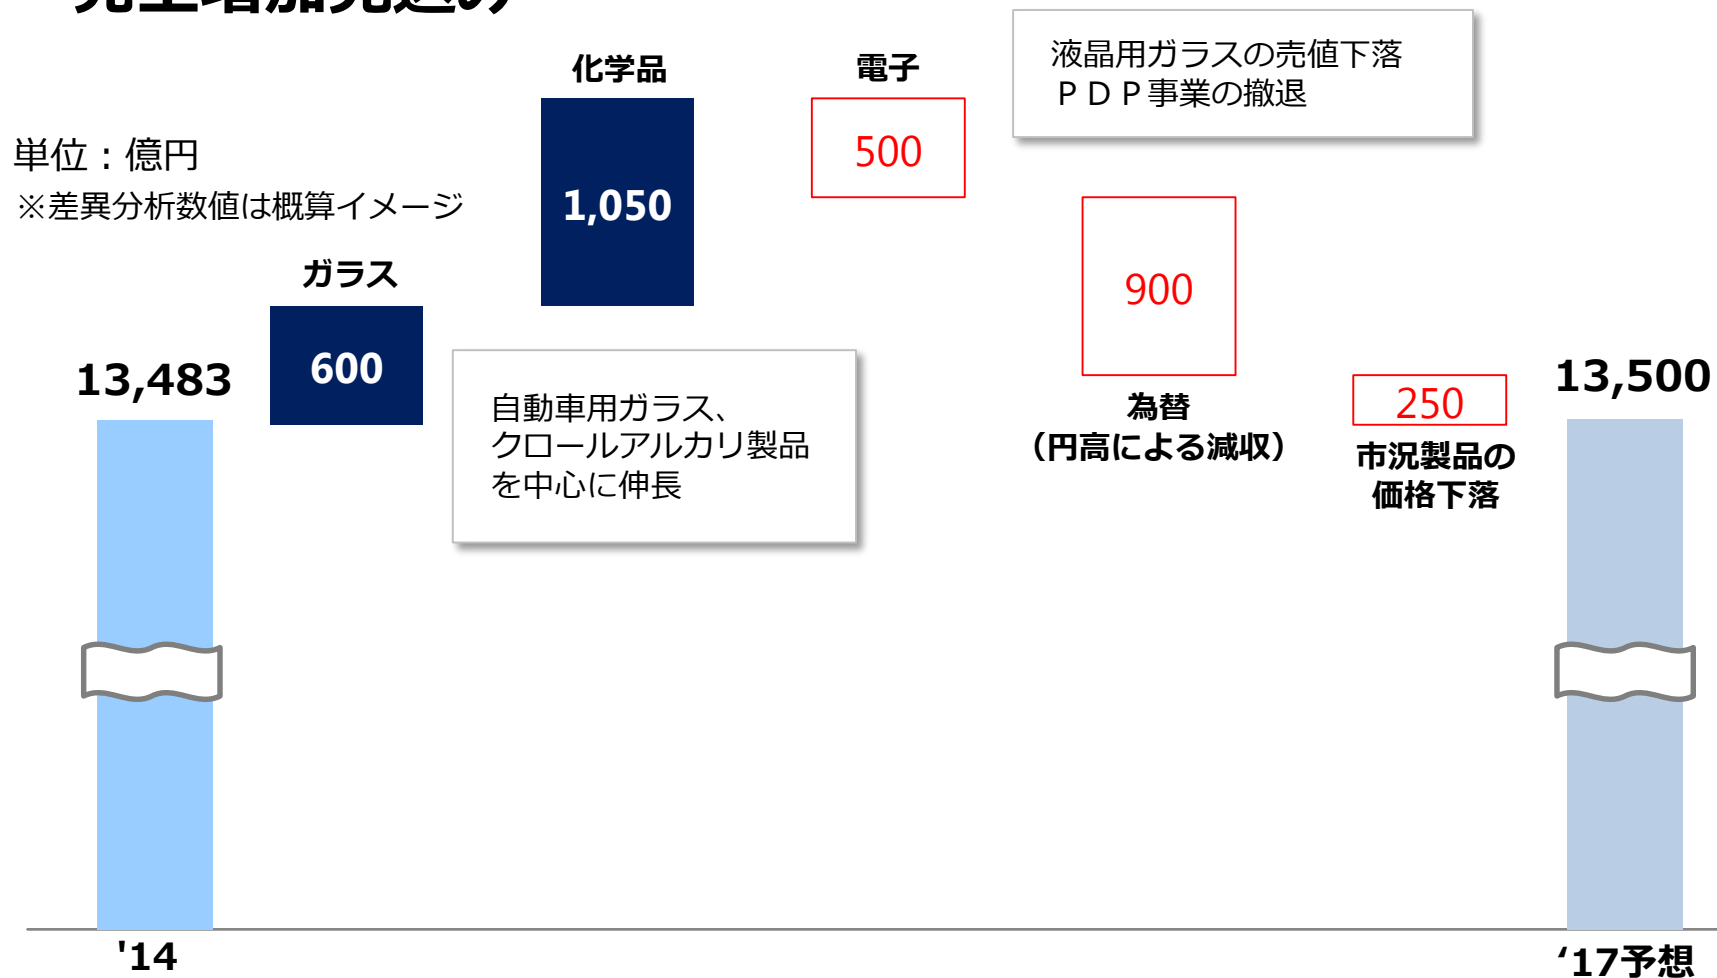 化学品
電子
液晶用ガラスの売値下落
ＰＤＰ事業の撤退
単位：億円
※差異分析数値は概算イメージ
500
1,050
ガラス
900
600
13,483
13,500
自動車用ガラス、
クロールアルカリ製品
を中心に伸長
為替
（円高による減収）
250
市況製品の
価格下落
'14
‘17予想